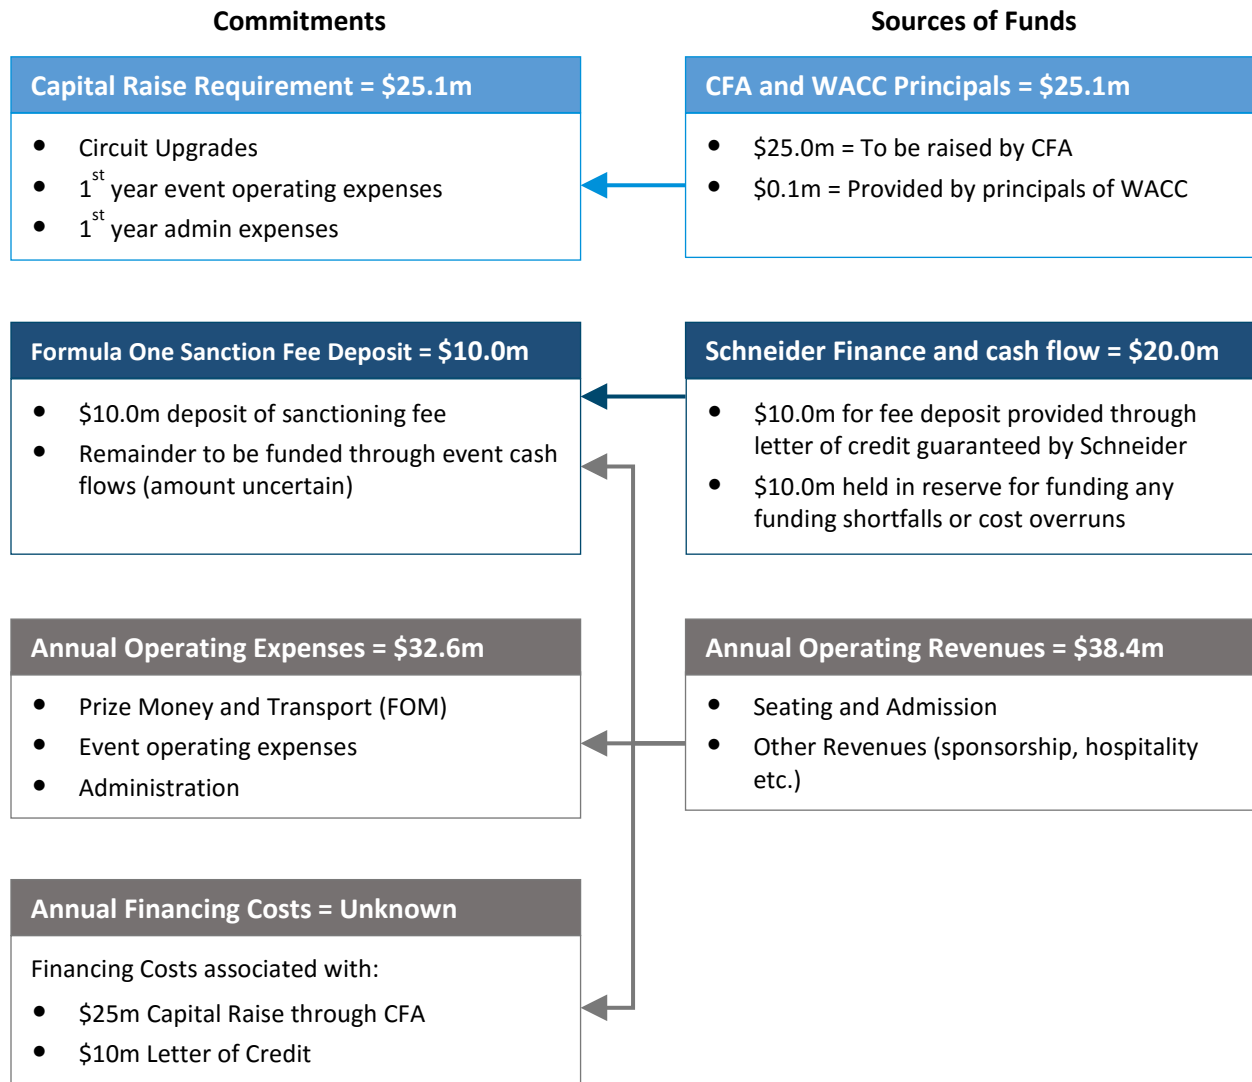 Commitments
Sources of Funds
Capital Raise Requirement = $25.1m
• Circuit Upgrades
• 1st year event operating expenses
• 1st year admin expenses
CFA and WACC Principals = $25.1m
• $25.0m = To be raised by CFA
• $0.1m = Provided by principals of WACC
Formula One Sanction Fee Deposit = $10.0m
• $10.0m deposit of sanctioning fee
• Remainder to be funded through event cash
flows (amount uncertain)
Schneider Finance and cash flow = $20.0m
• $10.0m for fee deposit provided through
letter of credit guaranteed by Schneider
• $10.0m held in reserve for funding any
funding shortfalls or cost overruns
Annual Operating Expenses = $32.6m
• Prize Money and Transport (FOM)
• Event operating expenses
• Administration
Annual Operating Revenues = $38.4m
• Seating and Admission
• Other Revenues (sponsorship, hospitality
etc.)
Annual Financing Costs = Unknown
Financing Costs associated with:
• $25m Capital Raise through CFA
• $10m Letter of Credit